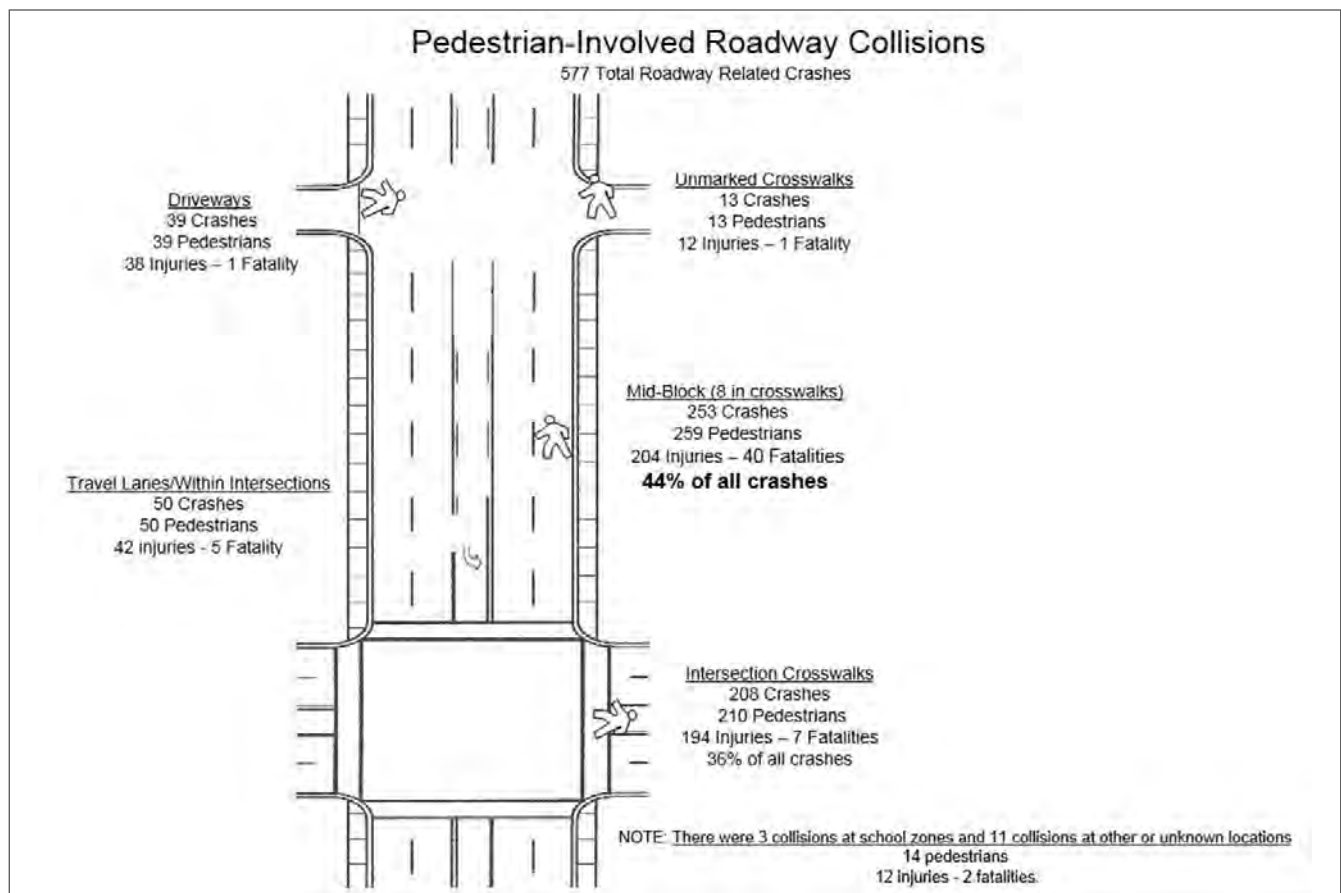 Pedestrian-Involved Roadway Collisions
577 Total Roadway Related Crashes
Driveways
39 Crashes
39 Pedestrians
38 Injuries – 1 Fatality
Unmarked Crosswalks
13 Crashes
13 Pedestrians
12 Injuries – 1 Fatality
Mid-Block (8 in crosswalks)
253 Crashes
259 Pedestrians
204 Injuries – 40 Fatalities
44% of all crashes
Travel Lanes/Within Intersections
50 Crashes
50 Pedestrians
42 injuries - 5 Fatality
Intersection Crosswalks
208 Crashes
210 Pedestrians
194 Injuries – 7 Fatalities
36% of all crashes
NOTE: There were 3 collisions at school zones and 11 collisions at other or unknown locations
14 pedestrians
12 injuries - 2 fatalities.